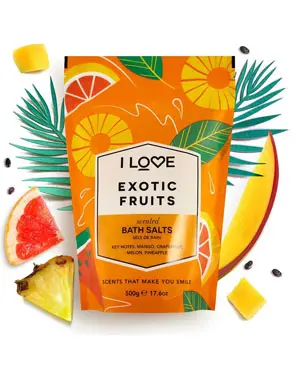 I LOVE
EXOTIC
FRUITS
scented
BATH SALTS
SELS DE BAIN
KEY NOTES: MANGO, GRAPEFRUIT,
MELON, PINEAPPLE
SCENTS THAT MAKE YOU SMILE
500g e 17.6oz